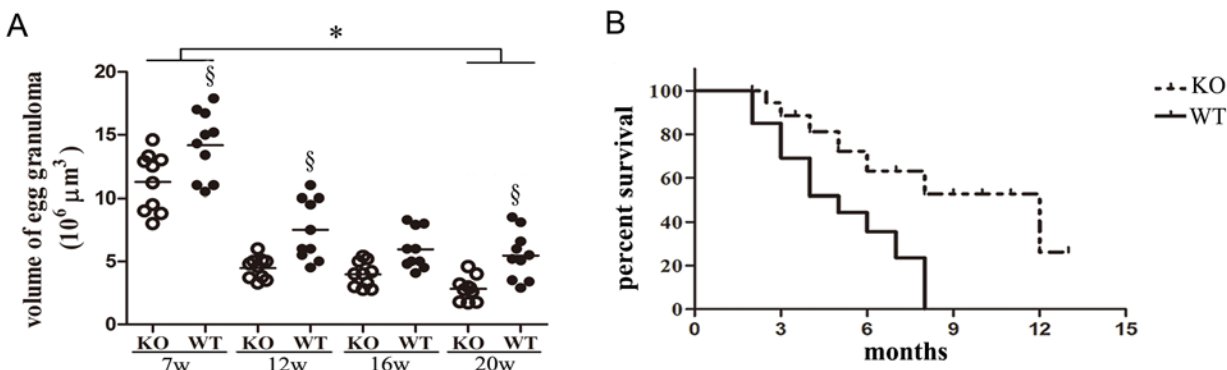 A
*
20
15
10
5
0
volume of egg granuloma
(10⁶ μm³)
§
§
§
KO WT KO WT KO WT KO WT
7w 12w 16w 20w
B
100
80
60
40
20
0
percent survival
0 3 6 9 12 15
months
KO
WT